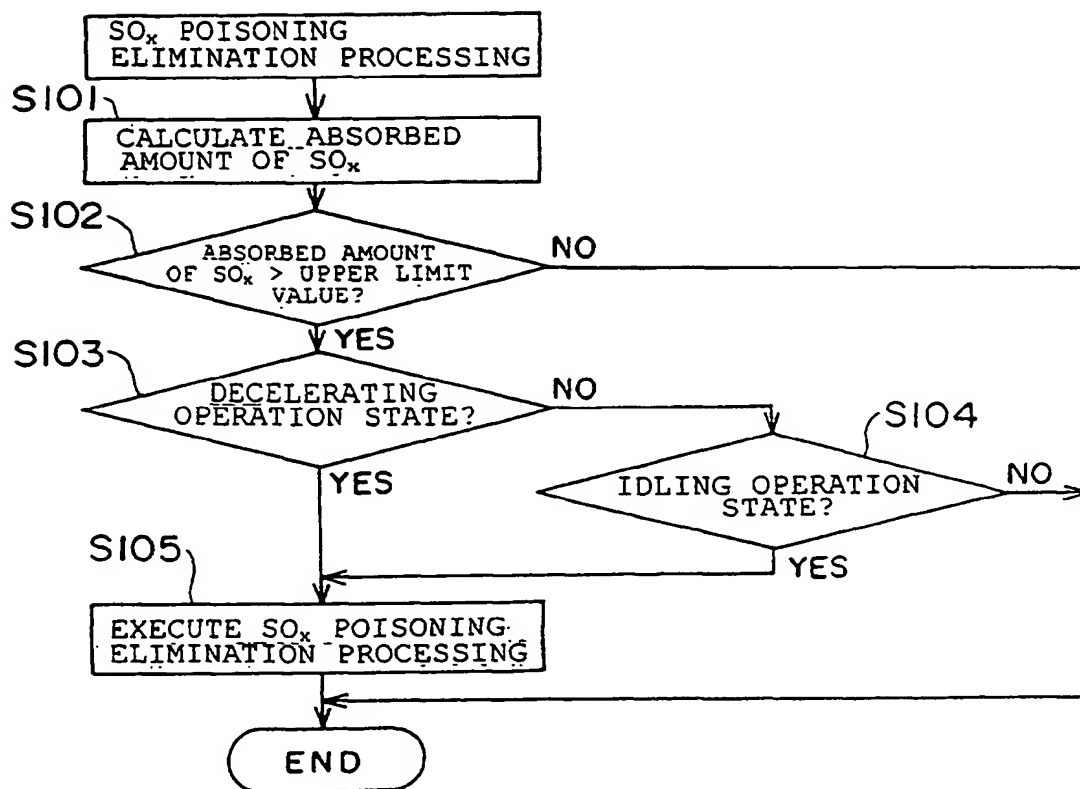 SOx POISONING
ELIMINATION PROCESSING
S101
CALCULATE ABSORBED
AMOUNT OF SOx
S102
ABSORBED AMOUNT
OF SOx > UPPER LIMIT
VALUE?
NO
YES
S103
DECELERATING
OPERATION STATE?
NO
YES
S104
IDLING OPERATION
STATE?
NO
YES
S105
EXECUTE SOx POISONING
ELIMINATION PROCESSING
END